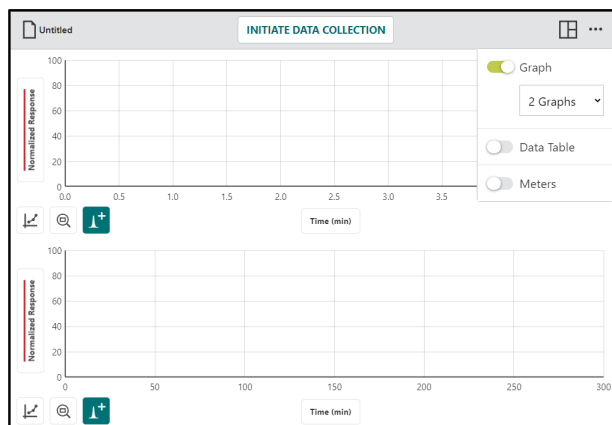 Untitled
INITIATE DATA COLLECTION
Graph
2 Graphs
Data Table
Meters
Normalized Response
100
80
60
40
20
0
0.0 0.5 1.0 1.5 2.0 2.5 3.0 3.5
Time (min)
Normalized Response
100
80
60
40
20
0
0 50 100 150 200 250 300
Time (min)